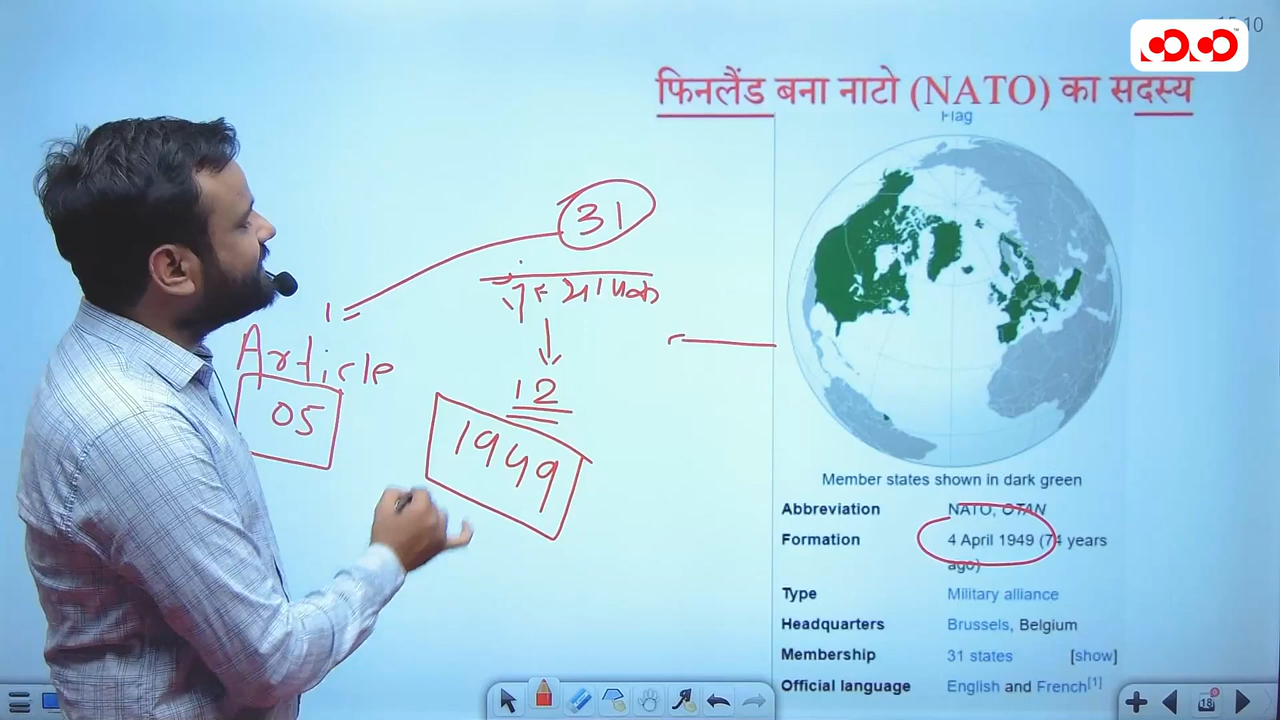 फिनलैंड बना नाटो (NATO) का सदस्य
Flag
31
12
1949
Article
05
Member states shown in dark green
Abbreviation NATO, OTAN
Formation 4 April 1949 (74 years
ago)
Type Military alliance
Headquarters Brussels, Belgium
Membership 31 states [show]
Official language English and French[1]
18